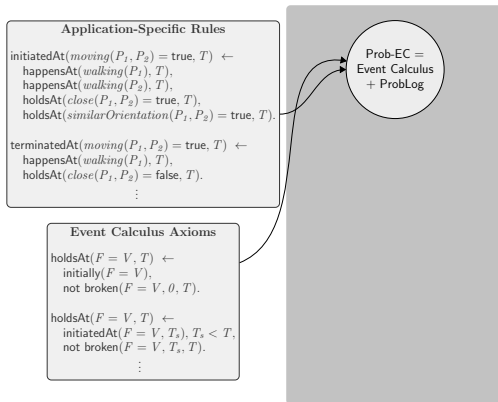 Application-Specific Rules
initiatedAt(moving(P₁, P₂) = true, T) ←
happensAt(walking(P₁), T),
happensAt(walking(P₂), T),
holdsAt(close(P₁, P₂) = true, T),
holdsAt(similarOrientation(P₁, P₂) = true, T).
terminatedAt(moving(P₁, P₂) = true, T) ←
happensAt(walking(P₁), T),
holdsAt(close(P₁, P₂) = false, T).
⋮
Event Calculus Axioms
holdsAt(F = V, T) ←
initially(F = V),
not broken(F = V, 0, T).
holdsAt(F = V, T) ←
initiatedAt(F = V, Tₛ), Tₛ < T,
not broken(F = V, Tₛ, T).
⋮
Prob-EC =
Event Calculus
+ ProbLog